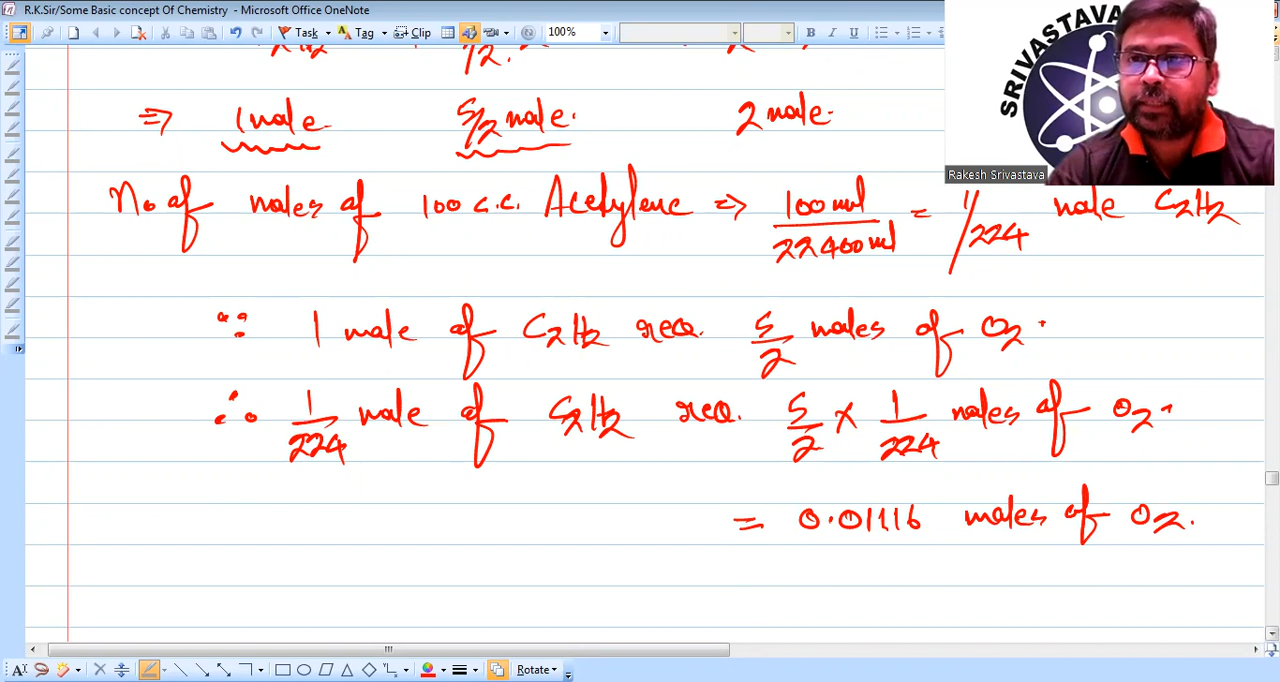 R.K.Sir/Some Basic concept Of Chemistry - Microsoft Office OneNote
Task Tag Clip 100% B I U
SRIVASTAVA
Rakesh Srivastava
⇒ 1 mole. 5/2 mole. 2 mole.
No of moles of 100 c.c. Acetylene ⇒ 100 ml / 22400 ml = 1/224 mole C2H2
∵ 1 mole of C2H2 req. 5/2 moles of O2.
∴ 1/224 mole of C2H2 req. 5/2 × 1/224 moles of O2.
= 0.01116 moles of O2.
Rotate